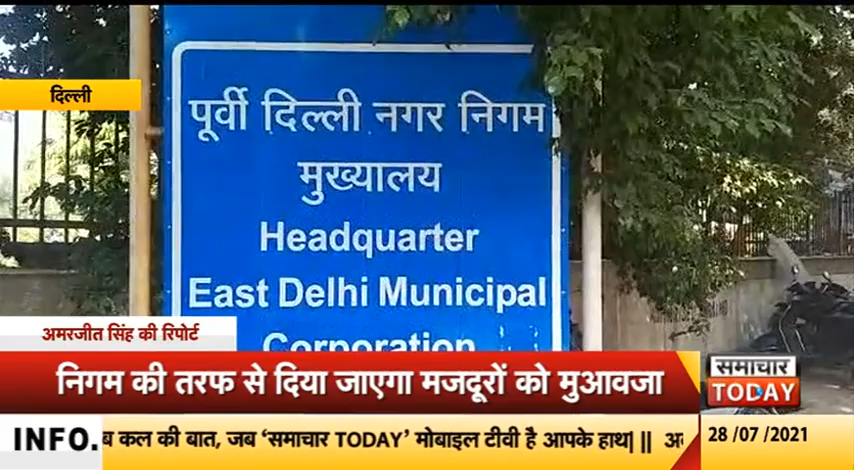 दिल्ली
पूर्वी दिल्ली नगर निगम
मुख्यालय
Headquarter
East Delhi Municipal
Corporation
अमरजीत सिंह की रिपोर्ट
निगम की तरफ से दिया जाएगा मजदूरों को मुआवजा
समाचार
TODAY
INFO.
कल की बात, जब ‘समाचार TODAY’ मोबाइल टीवी है आपके हाथ| ||
28 /07 /2021